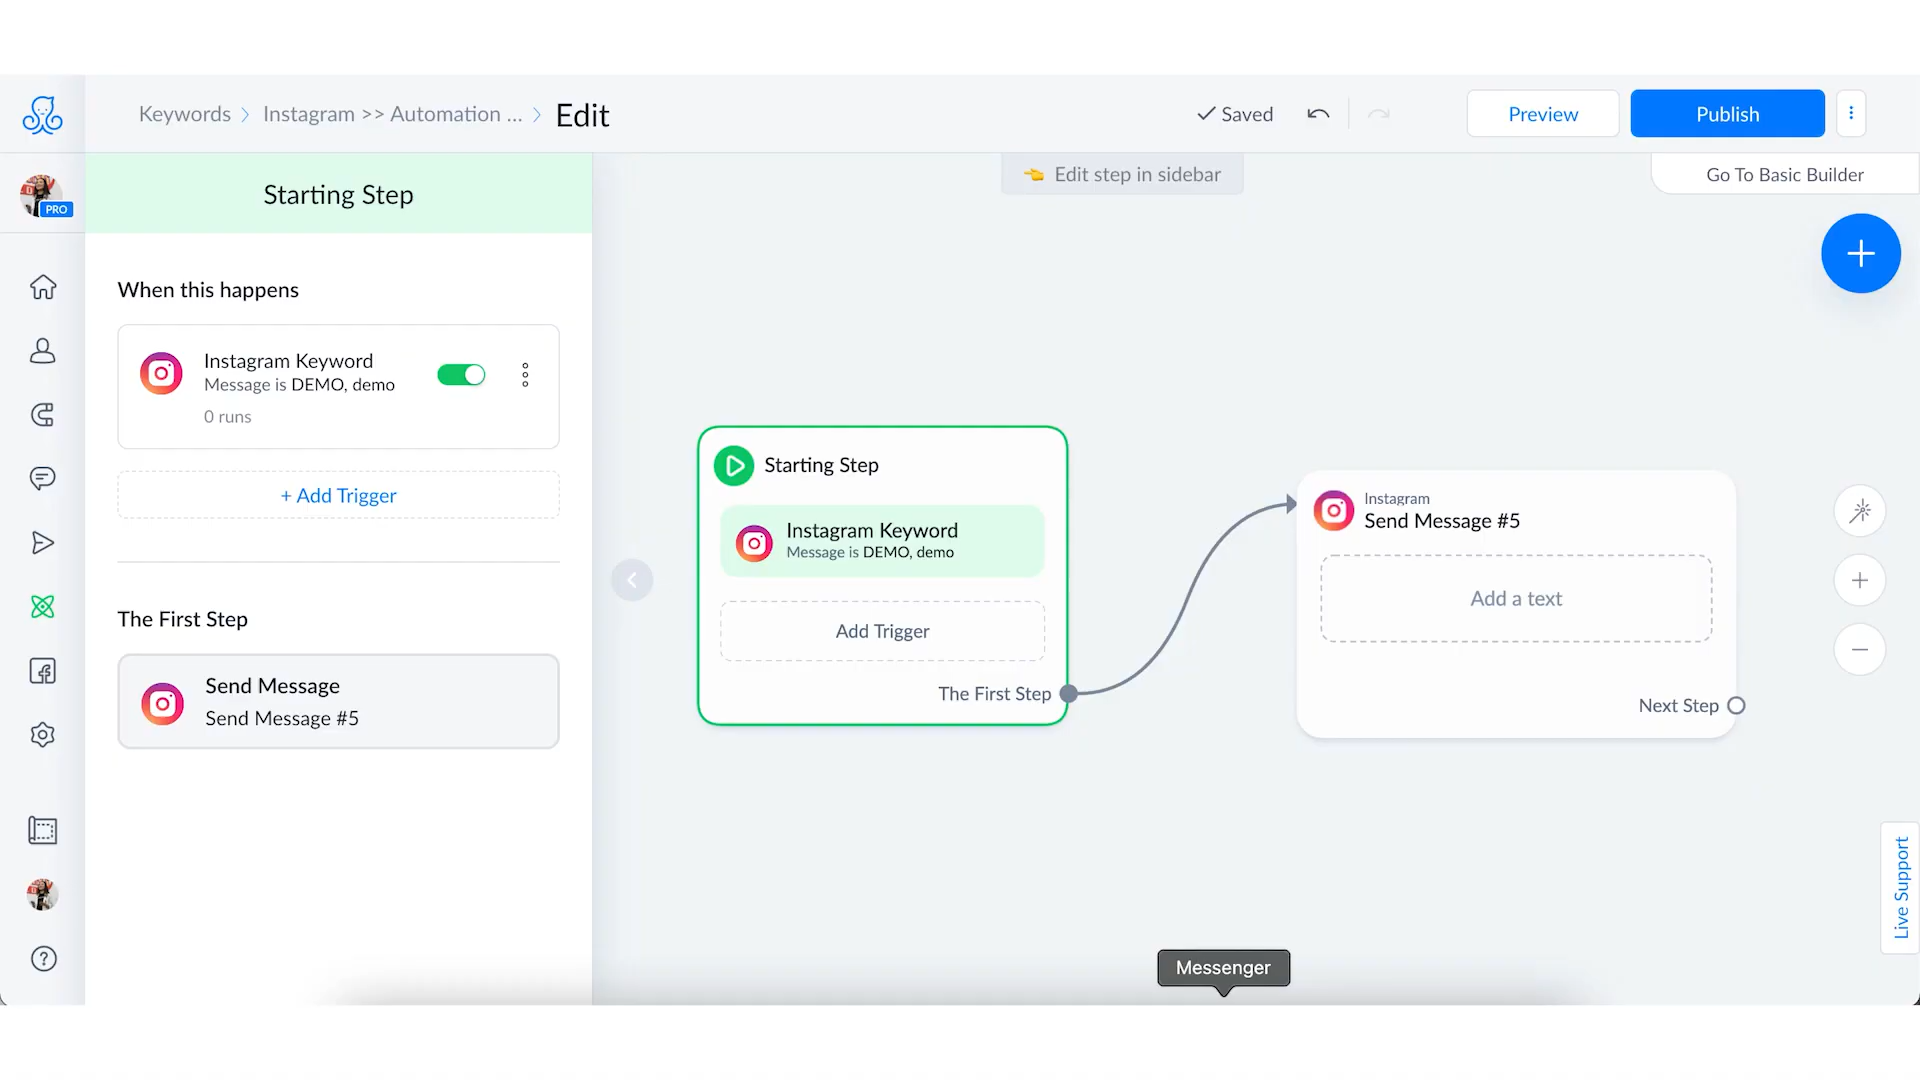 Keywords > Instagram >> Automation ... > Edit
Saved
Preview
Publish
PRO
Starting Step
Edit step in sidebar
Go To Basic Builder
When this happens
Instagram Keyword
Message is DEMO, demo
0 runs
+ Add Trigger
The First Step
Send Message
Send Message #5
Starting Step
Instagram Keyword
Message is DEMO, demo
Add Trigger
The First Step
Instagram
Send Message #5
Add a text
Next Step
Live Support
Messenger